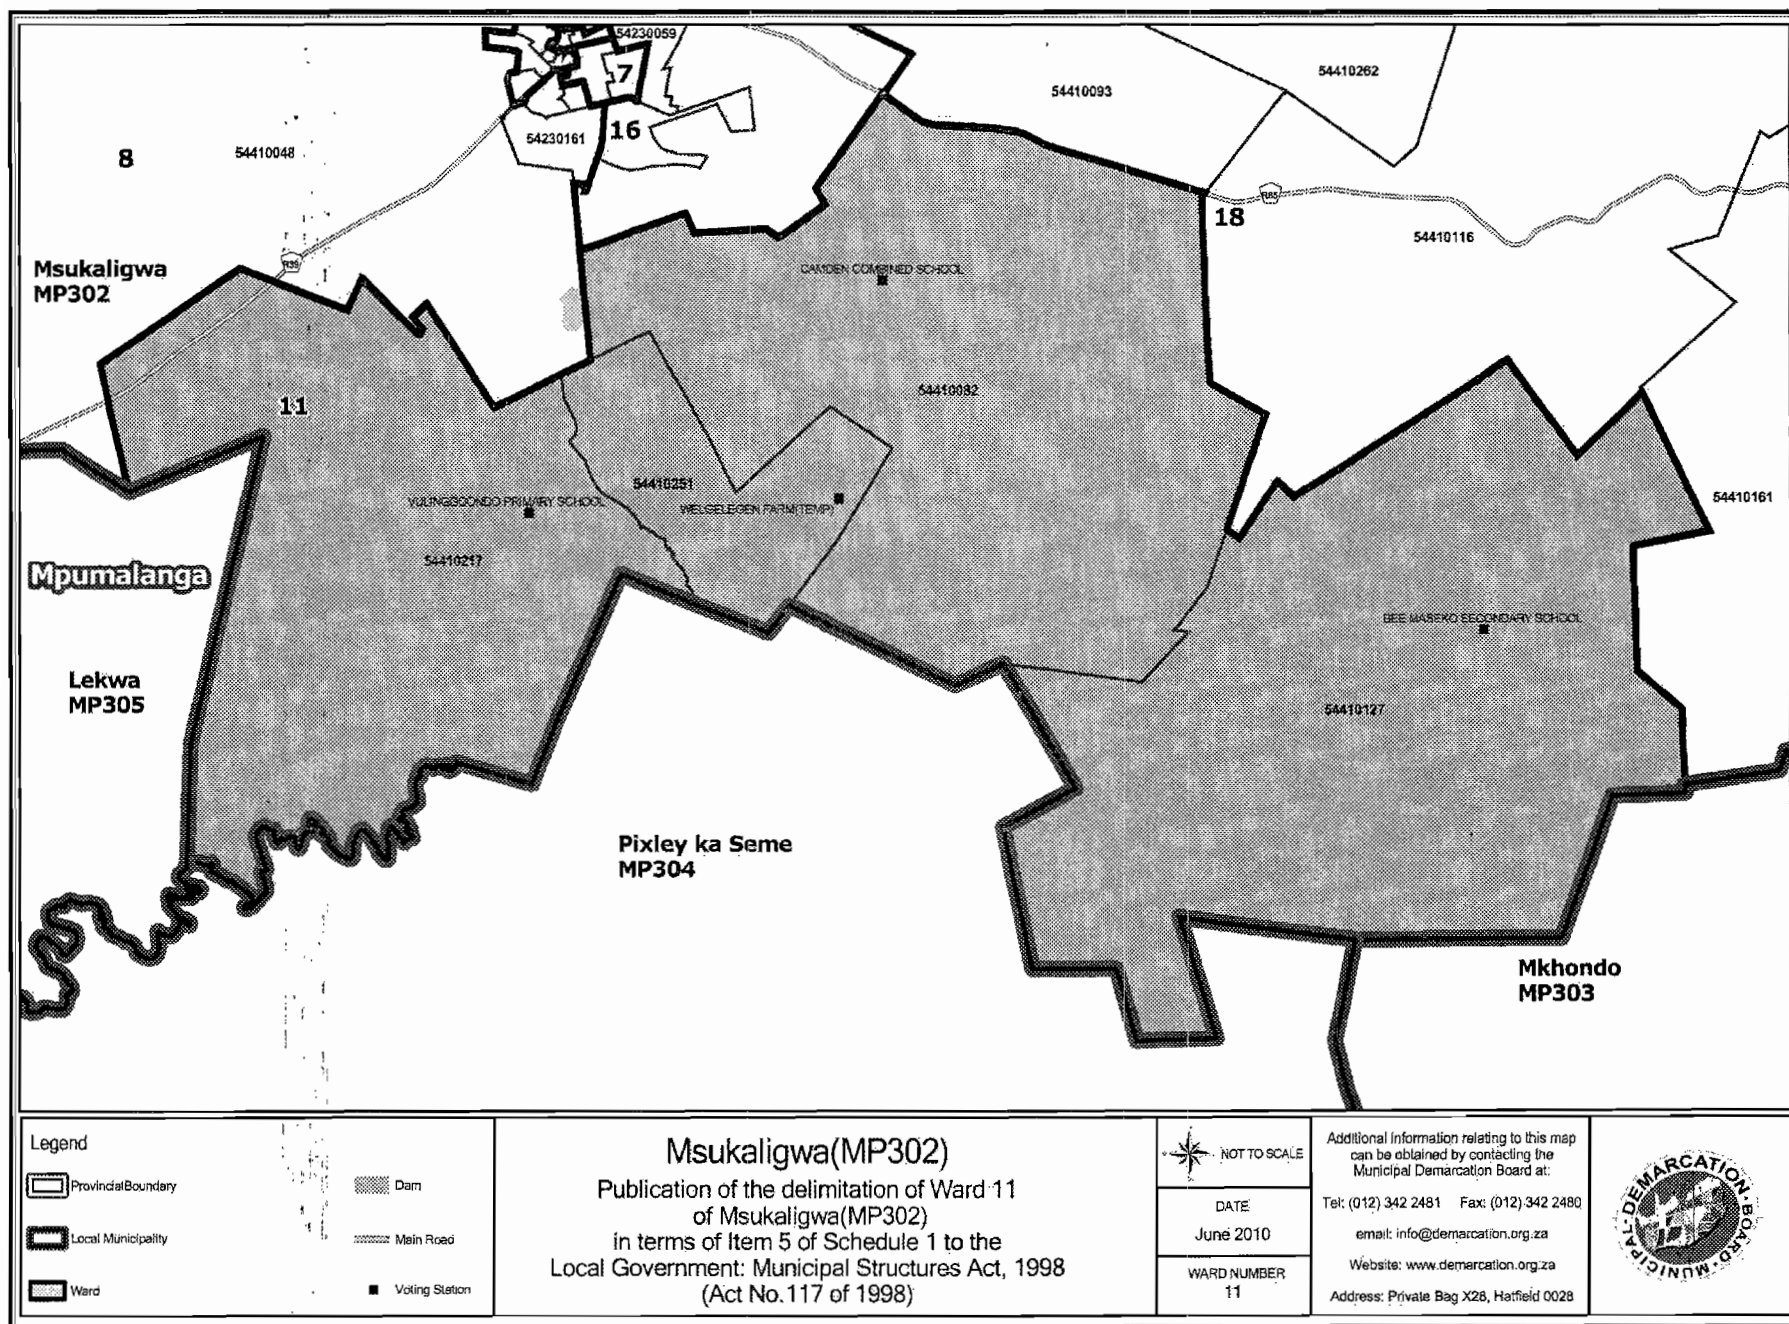 54230059
7
54410262
54410093
16
54230161
8
54410048
R65
18
54410116
R39
Msukaligwa
MP302
CAMDEN COMBINED SCHOOL
54410082
11
54410251
54410161
VULINGQONDO PRIMARY SCHOOL
WELGELEGEN FARM(TEMP)
54410217
Mpumalanga
BEE MASEKO SECONDARY SCHOOL
Lekwa
MP305
54410127
Pixley ka Seme
MP304
Mkhondo
MP303
Legend
ProvincialBoundary
Local Municipality
Ward
Dam
Main Road
Voting Station
Msukaligwa(MP302)
Publication of the delimitation of Ward 11
of Msukaligwa(MP302)
in terms of Item 5 of Schedule 1 to the
Local Government: Municipal Structures Act, 1998
(Act No.117 of 1998)
NOT TO SCALE
DATE
June 2010
WARD NUMBER
11
Additional information relating to this map
can be obtained by contacting the
Municipal Demarcation Board at:
Tel: (012) 342 2481 Fax: (012) 342 2480
email: info@demarcation.org.za
Website: www.demarcation.org.za
Address: Private Bag X28, Hatfield 0028
MUNICIPAL DEMARCATION BOARD